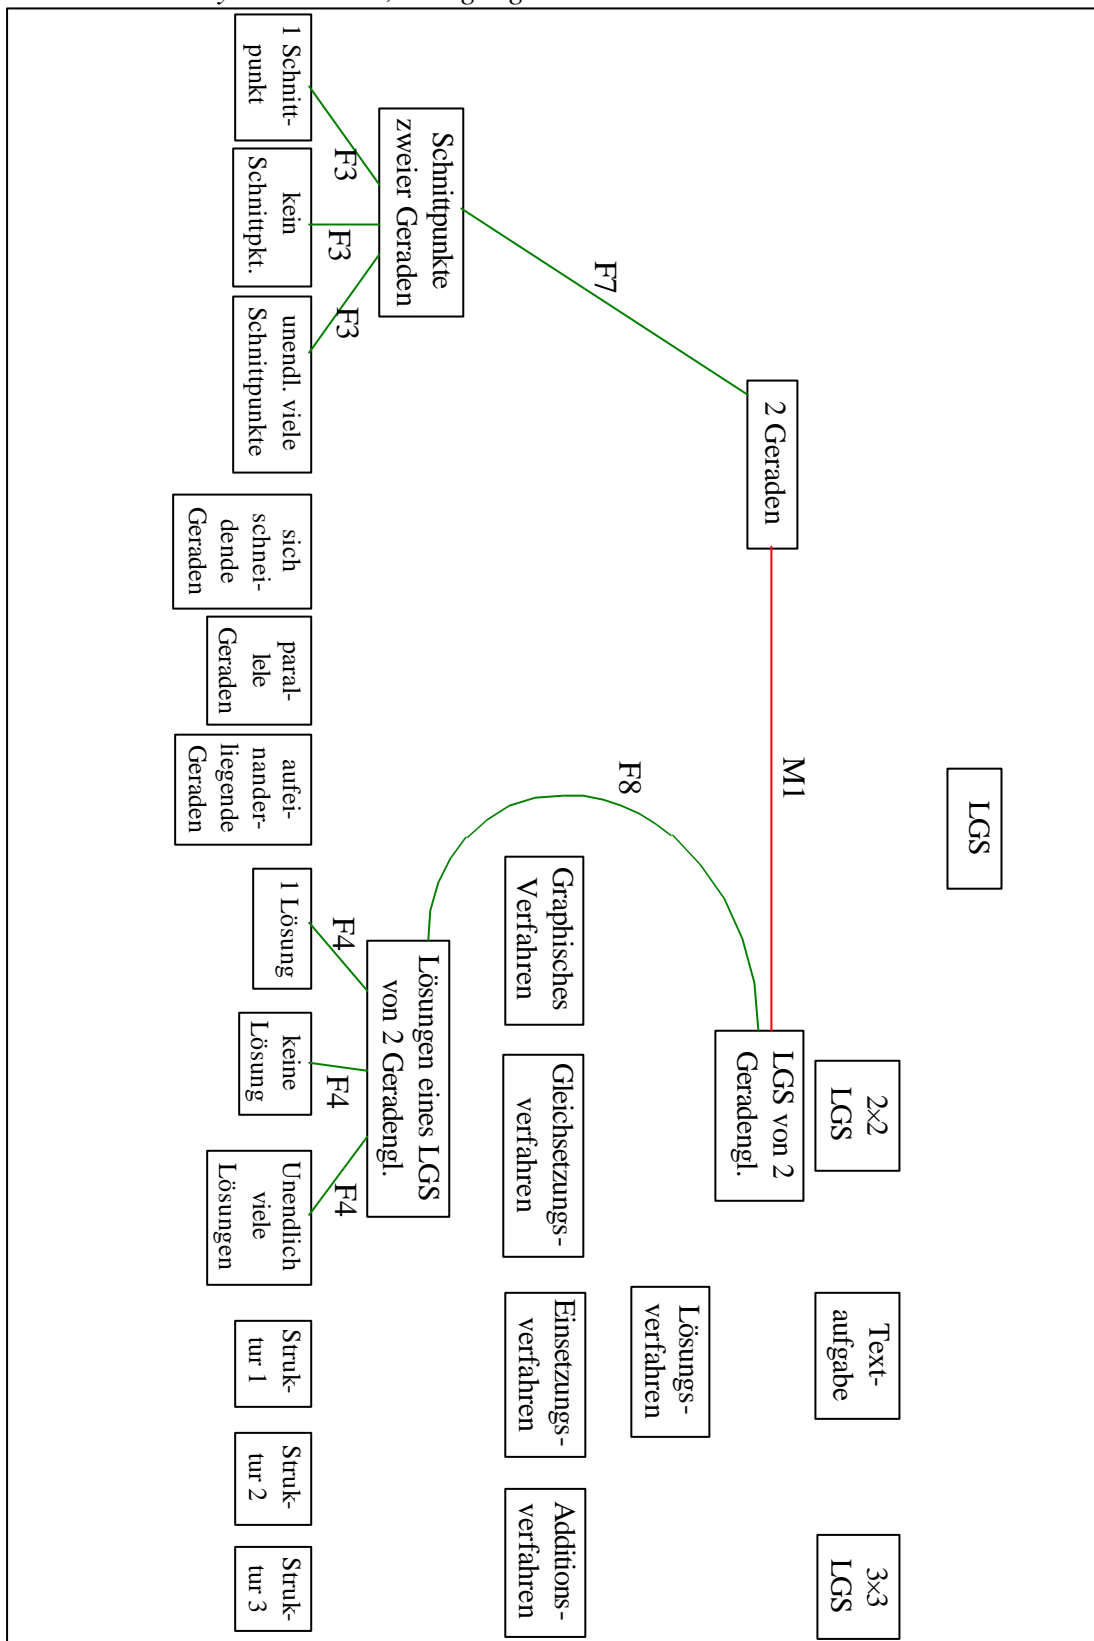 LGS
2×2
LGS
Text-
aufgabe
3×3
LGS
2 Geraden
M1
LGS von 2
Geradengl.
F7
F8
Lösungs-
verfahren
Graphisches
Verfahren
Gleichsetzungs-
verfahren
Einsetzungs-
verfahren
Additions-
verfahren
Schnittpunkte
zweier Geraden
Lösungen eines LGS
von 2 Geradengl.
F3
F3
F3
F4
F4
F4
1 Schnitt-
punkt
kein
Schnittpkt.
unendl. viele
Schnittpunkte
sich
schnei-
dende
Geraden
paral-
lele
Geraden
aufei-
nander-
liegende
Geraden
1 Lösung
keine
Lösung
Unendlich
viele
Lösungen
Struk-
tur 1
Struk-
tur 2
Struk-
tur 3